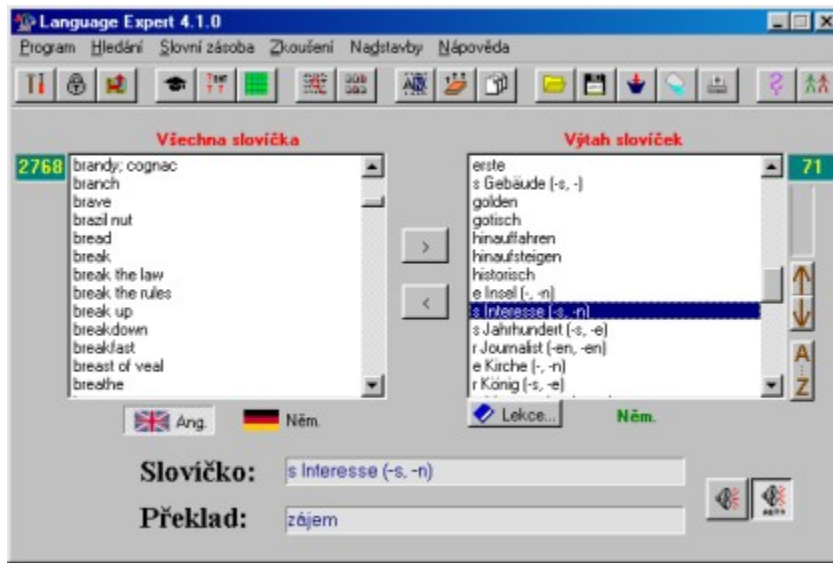 Language Expert 4.1.0
Program Hledání Slovní zásoba Zkoušení Nadstavby Nápověda
Všechna slovíčka
2768
brandy; cognac
branch
brave
brazil nut
bread
break
break the law
break the rules
break up
breakdown
breakfast
breast of veal
breathe
Ang.
Něm.
>
<
Výtah slovíček
71
erste
s Gebäude (-s, -)
golden
gotisch
hinauffahren
hinaufsteigen
historisch
e Insel (-, -n)
s Interesse (-s, -n)
s Jahrhundert (-s, -e)
r Journalist (-en, -en)
e Kirche (-, -n)
r König (-s, -e)
A
Z
Lekce...
Něm.
Slovíčko: s Interesse (-s, -n)
Překlad: zájem
AUTO